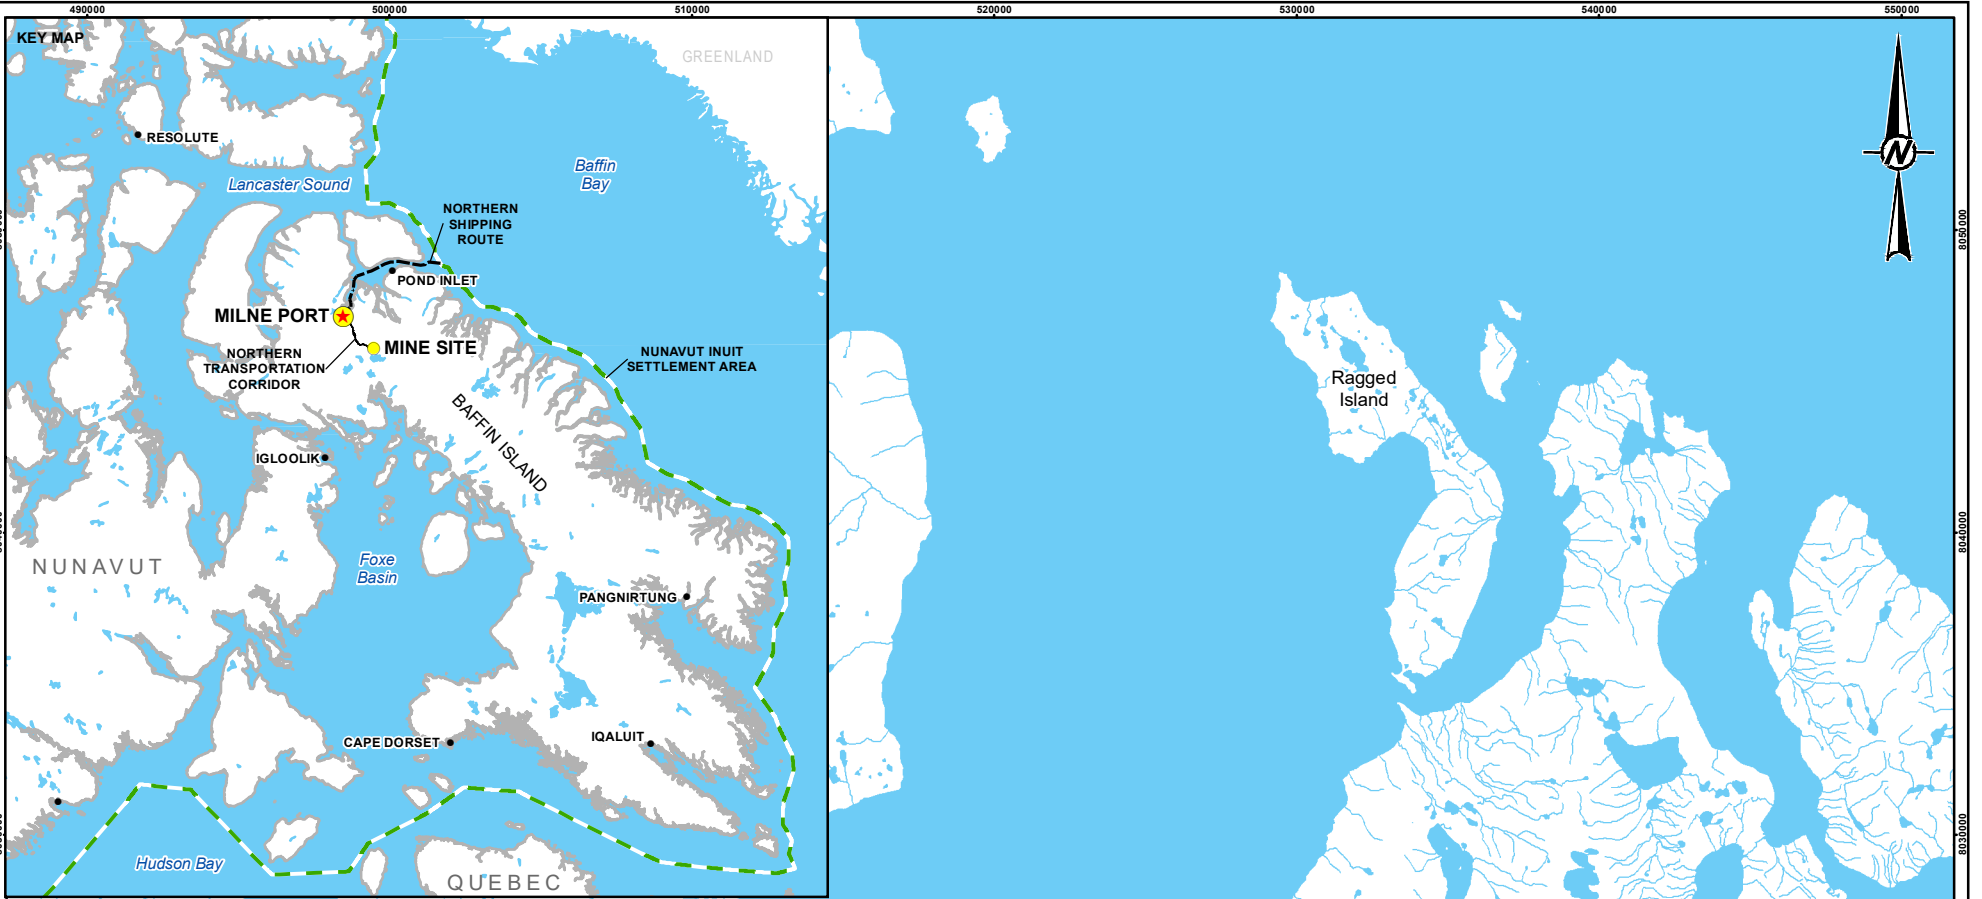 490000
500000
510000
520000
530000
540000
550000
KEY MAP
GREENLAND
RESOLUTE
Baffin
Bay
Lancaster Sound
NORTHERN
SHIPPING
ROUTE
POND INLET
MILNE PORT
MINE SITE
NORTHERN
TRANSPORTATION
CORRIDOR
NUNAVUT INUIT
SETTLEMENT AREA
BAFFIN ISLAND
IGLOOLIK
NUNAVUT
Foxe
Basin
PANGNIRTUNG
CAPE DORSET
IQALUIT
Hudson Bay
QUEBEC
Ragged
Island
N
8050000
8040000
8030000